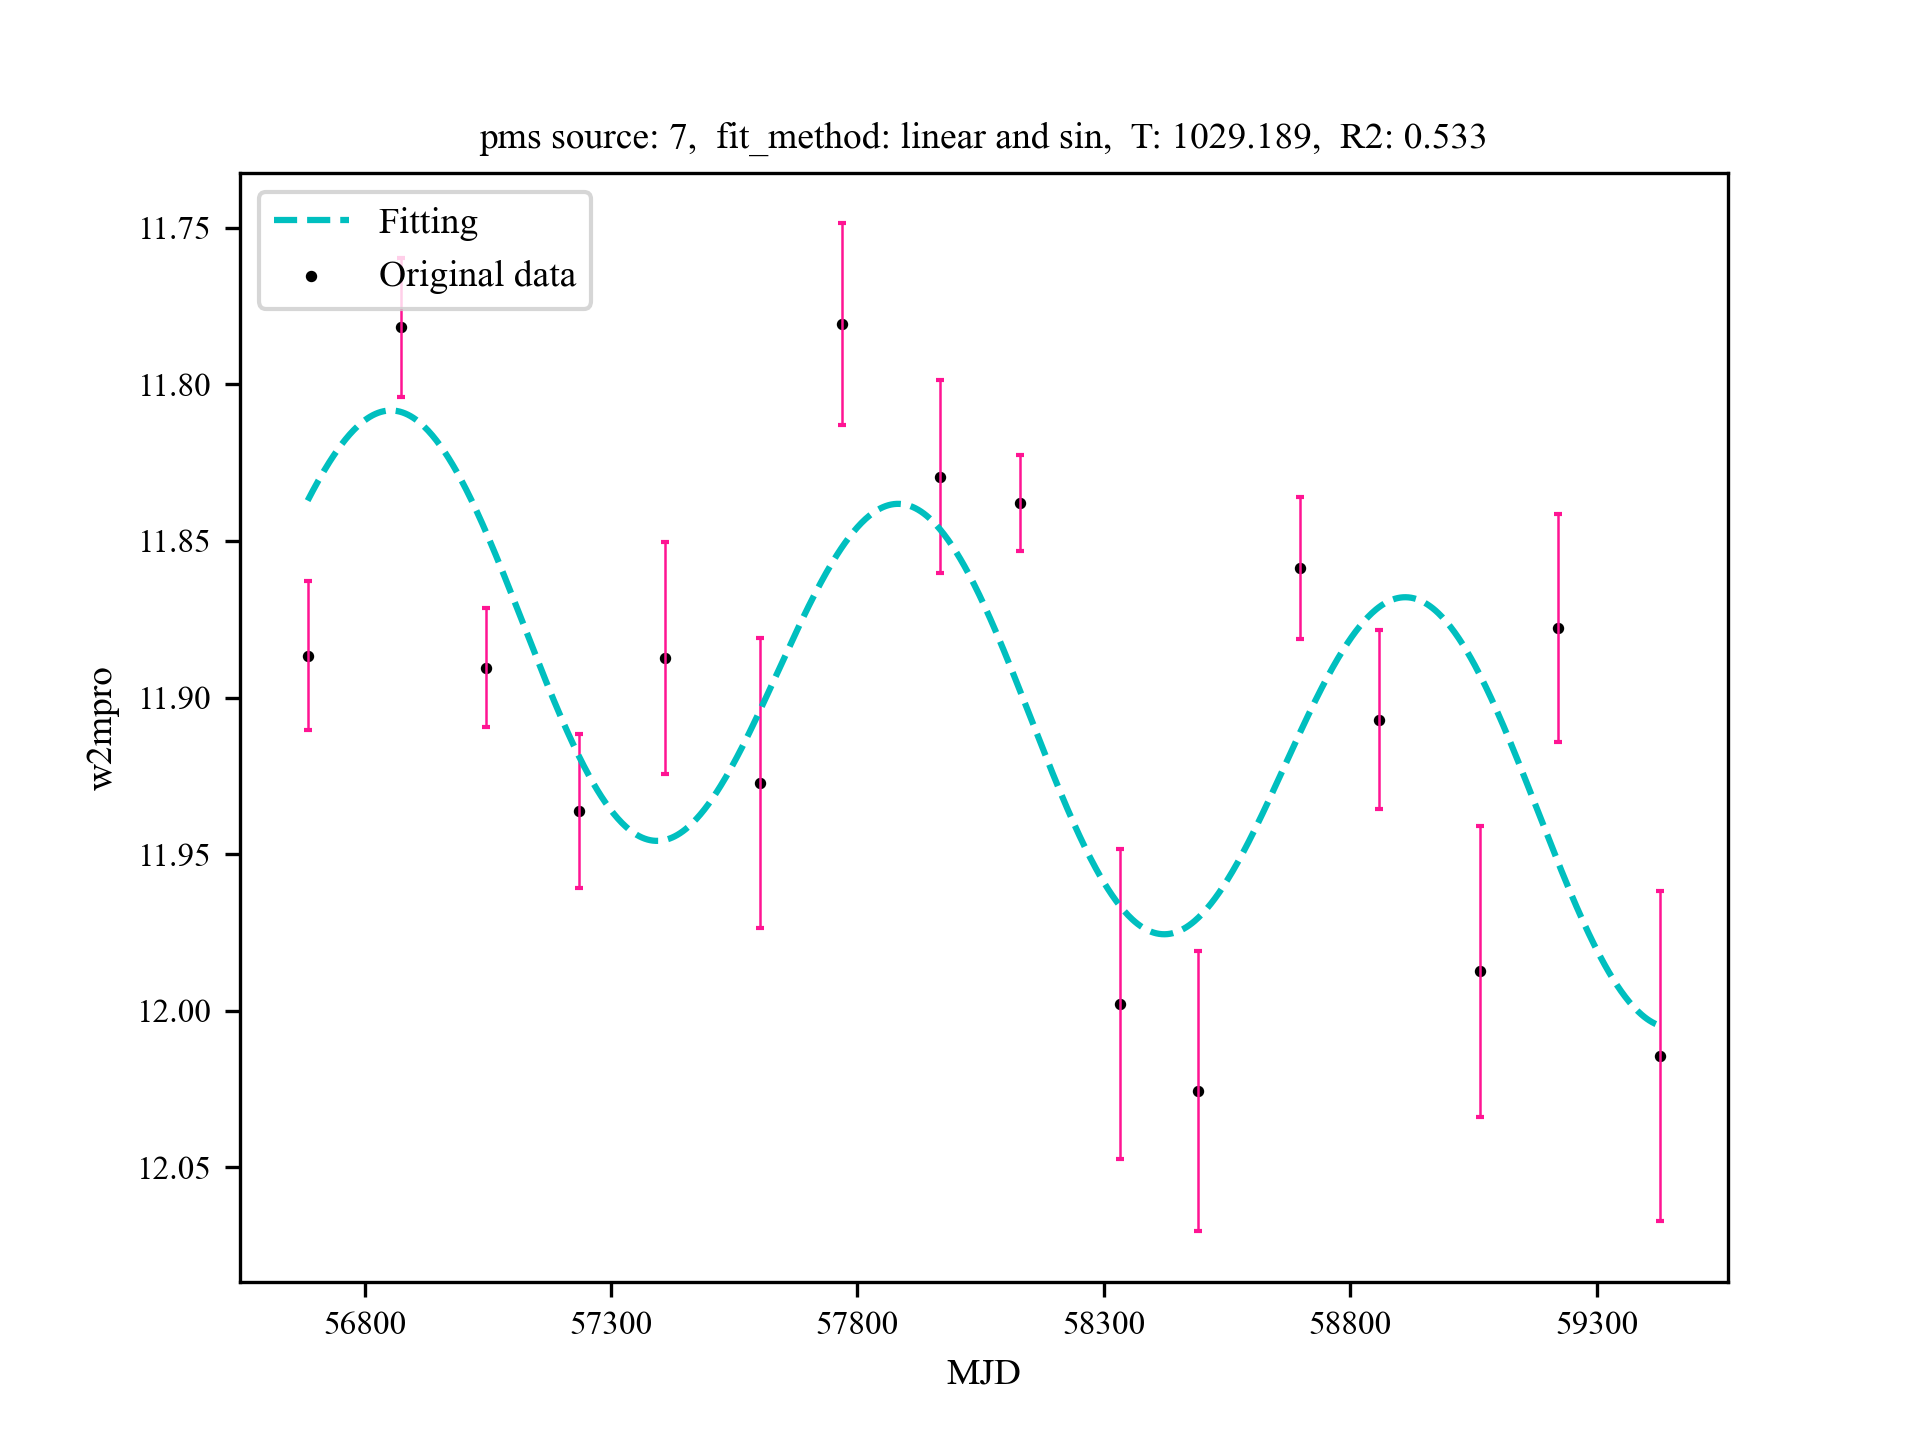 pms source: 7,  fit_method: linear and sin,  T: 1029.189,  R2: 0.533
Fitting
Original data
11.75
11.80
11.85
11.90
11.95
12.00
12.05
w2mpro
56800 57300 57800 58300 58800 59300
MJD